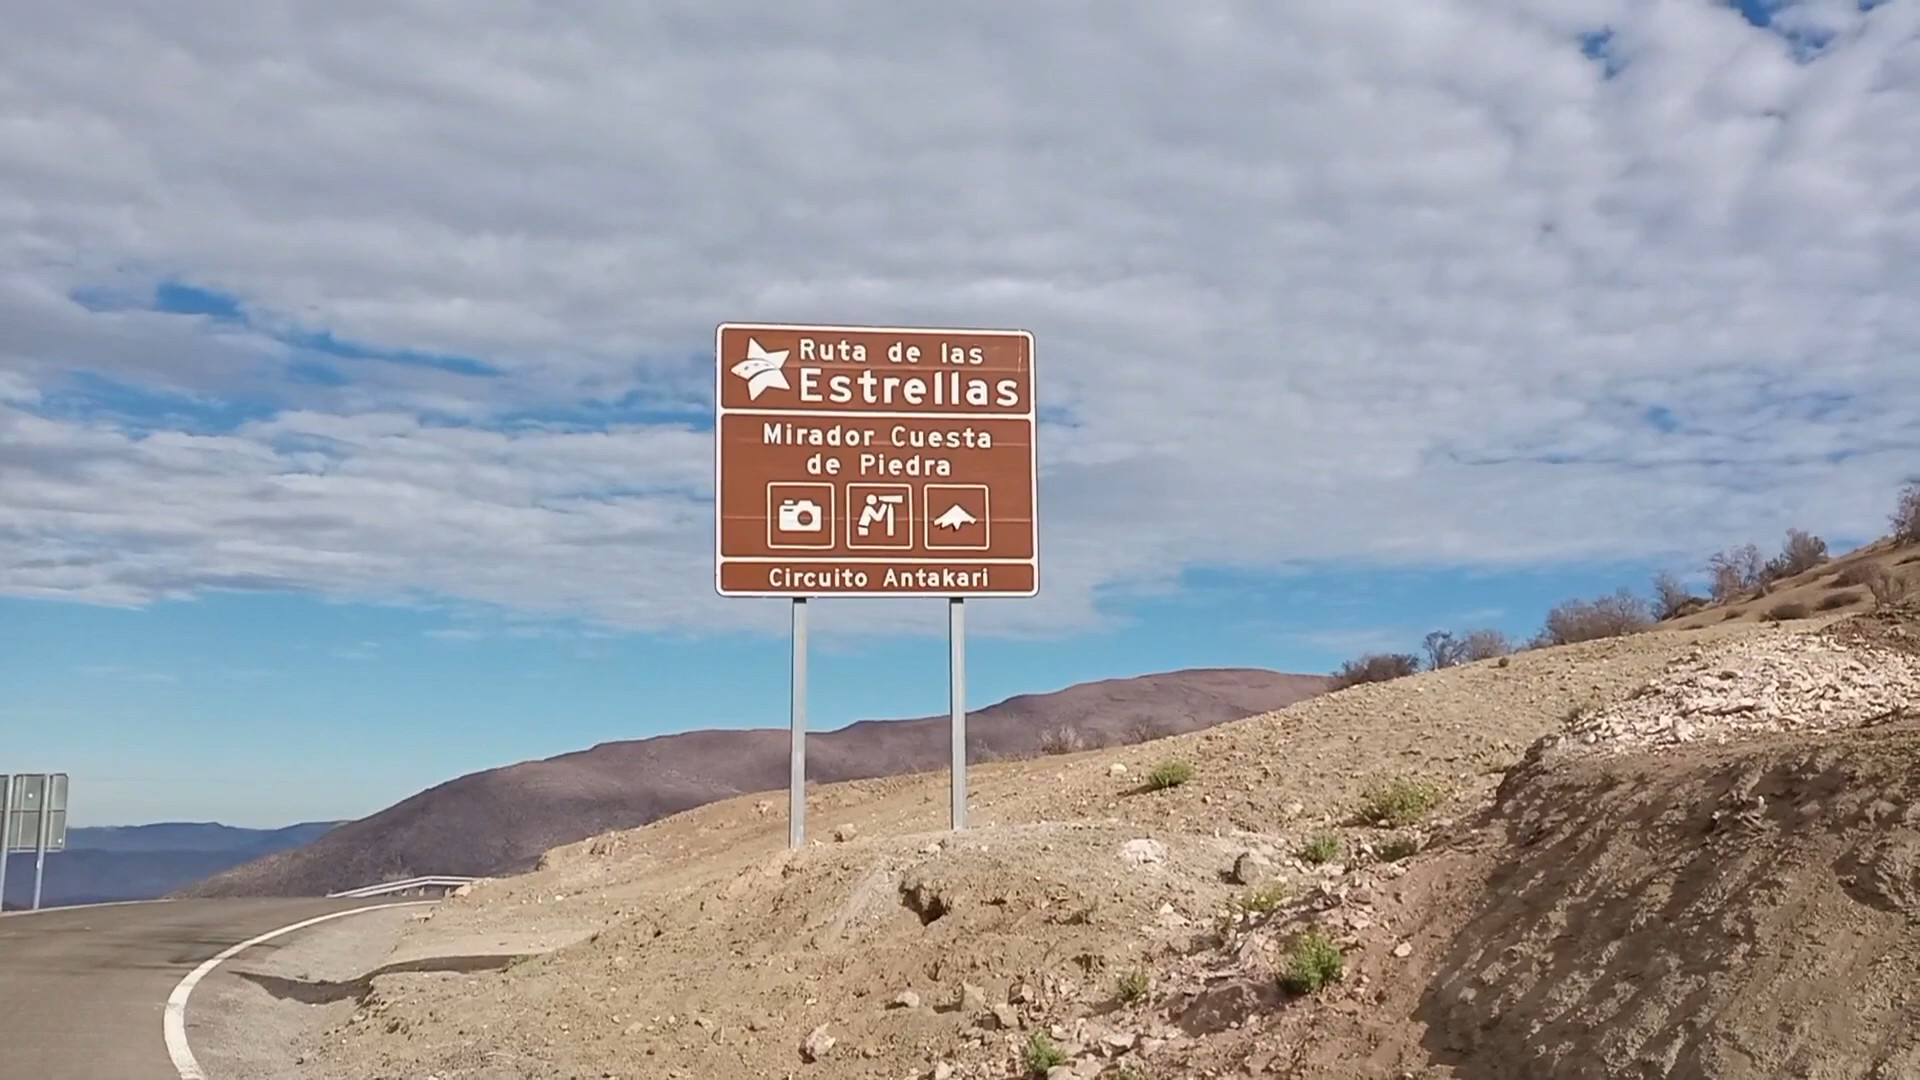 Ruta de las
Estrellas
Mirador Cuesta
de Piedra
Circuito Antakari